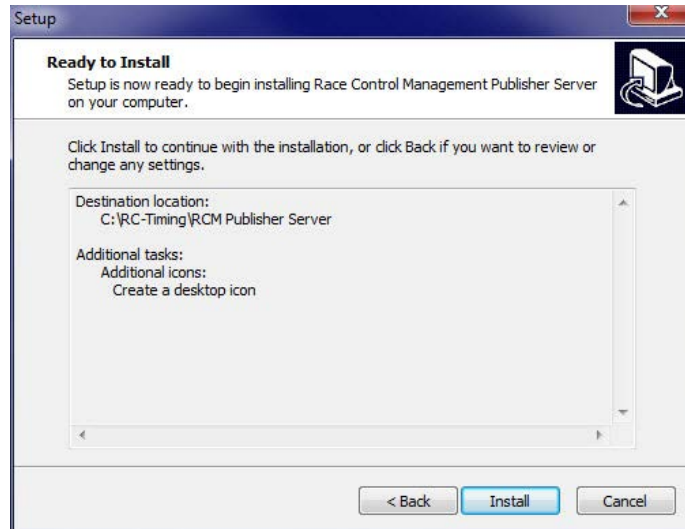 Setup
Ready to Install
Setup is now ready to begin installing Race Control Management Publisher Server
on your computer.
Click Install to continue with the installation, or click Back if you want to review or
change any settings.
Destination location:
C:\RC-Timing\RCM Publisher Server
Additional tasks:
Additional icons:
Create a desktop icon
< Back
Install
Cancel